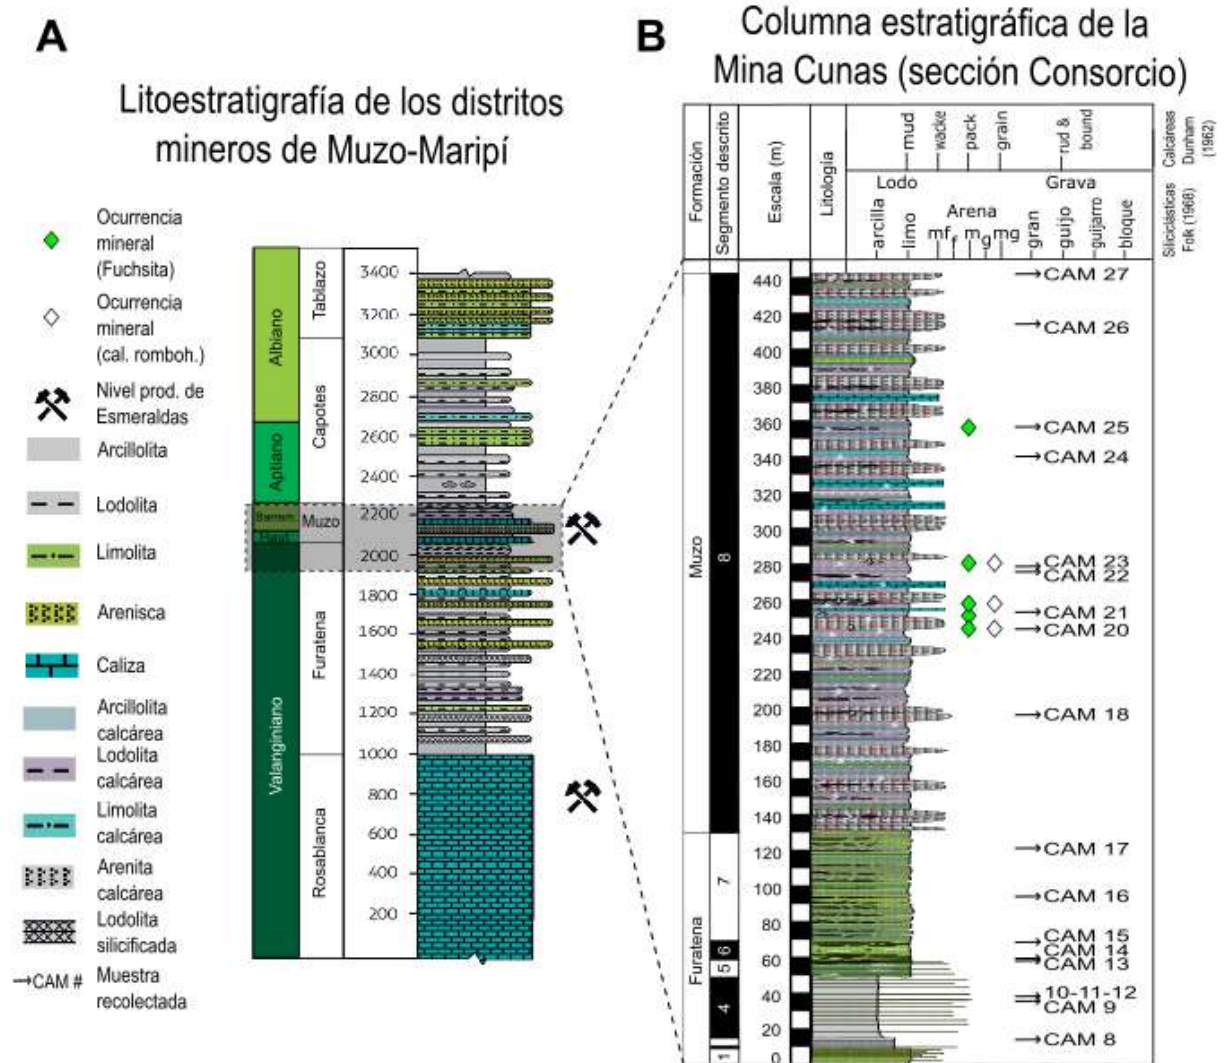 A
Litoestratigrafía de los distritos
mineros de Muzo-Maripí
Ocurrencia
mineral
(Fuchsita)
Ocurrencia
mineral
(cal. romboh.)
Nivel prod. de
Esmeraldas
Arcillolita
Lodolita
Limolita
Arenisca
Caliza
Arcillolita
calcárea
Lodolita
calcárea
Limolita
calcárea
Arenita
calcárea
Lodolita
silicificada
→CAM #
Muestra
recolectada
Albiano
Aptiano
Valanginiano
Tablazo
Capotes
Muzo
Furatena
Rosablanca
3400
3200
3000
2800
2600
2400
2200
2000
1800
1600
1400
1200
1000
800
600
400
200
B
Columna estratigráfica de la
Mina Cunas (sección Consorcio)
Formación
Segmento descrito
Escala (m)
Litología
mud
wacke
pack
grain
rud &
bound
Calcáreas
Dunham
(1962)
Lodo
Arena
Grava
arcilla
limo
mf f m g mg
gran
guijo
guijarro
bloque
Siliciclásticas
Folk (1968)
Muzo
Furatena
8
7
6
5
4
1
440
420
400
380
360
340
320
300
280
260
240
220
200
180
160
140
120
100
80
60
40
20
0
→CAM 27
→CAM 26
→CAM 25
→CAM 24
→CAM 23
→CAM 22
→CAM 21
→CAM 20
→CAM 18
→CAM 17
→CAM 16
→CAM 15
→CAM 14
→CAM 13
→10-11-12
→CAM 9
→CAM 8